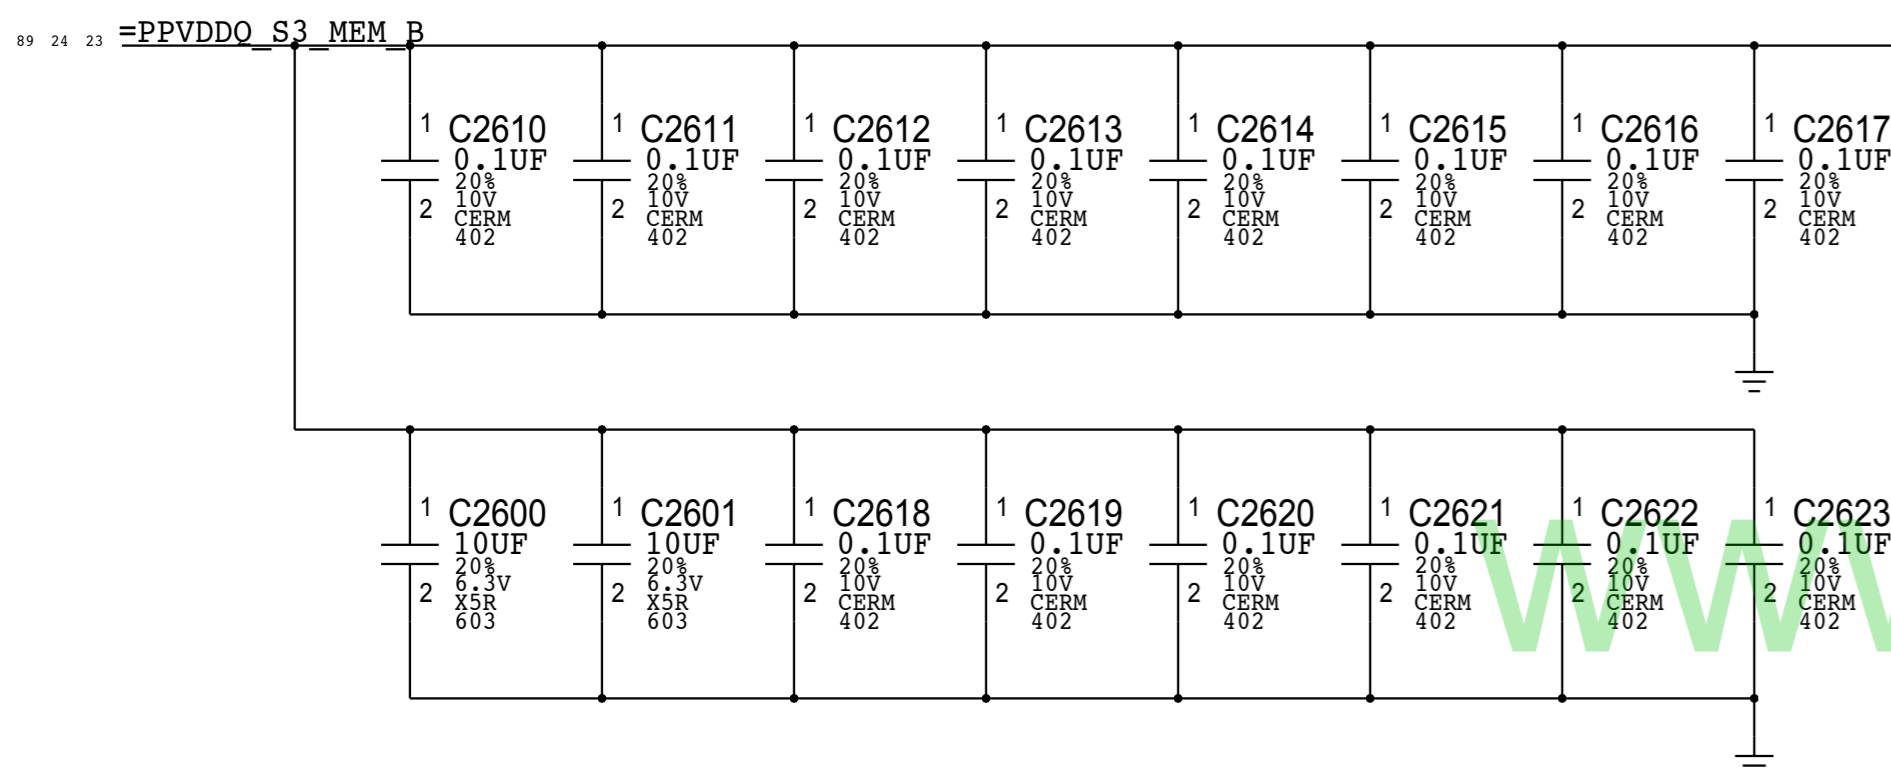 =PPVDDQ_S3_MEM_B
89 24 23
1 C2610
0.1UF
20%
10V
2 CERM
402
1 C2611
0.1UF
20%
10V
2 CERM
402
1 C2612
0.1UF
20%
10V
2 CERM
402
1 C2613
0.1UF
20%
10V
2 CERM
402
1 C2614
0.1UF
20%
10V
2 CERM
402
1 C2615
0.1UF
20%
10V
2 CERM
402
1 C2616
0.1UF
20%
10V
2 CERM
402
1 C2617
0.1UF
20%
10V
2 CERM
402
1 C2600
10UF
20%
6.3V
2 X5R
603
1 C2601
10UF
20%
6.3V
2 X5R
603
1 C2618
0.1UF
20%
10V
2 CERM
402
1 C2619
0.1UF
20%
10V
2 CERM
402
1 C2620
0.1UF
20%
10V
2 CERM
402
1 C2621
0.1UF
20%
10V
2 CERM
402
1 C2622
0.1UF
20%
10V
2 CERM
402
1 C2623
0.1UF
20%
10V
2 CERM
402